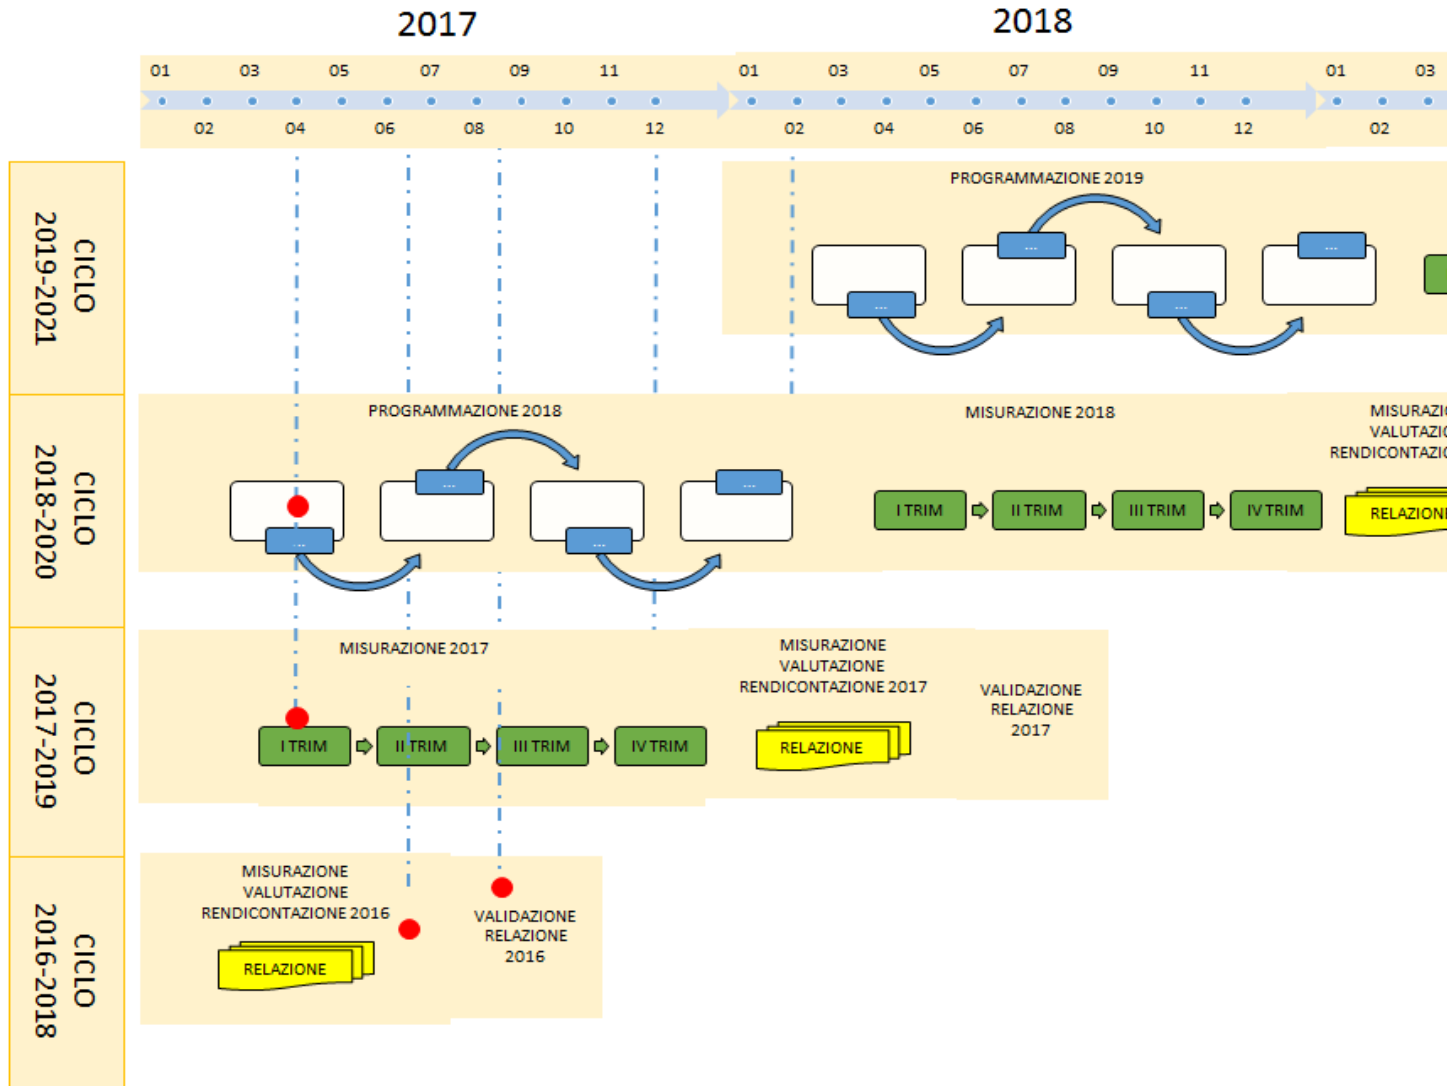 2017
2018
01 03 05 07 09 11 01 03 05 07 09 11 01 03
02 04 06 08 10 12 02 04 06 08 10 12 02
CICLO
2019-2021
PROGRAMMAZIONE 2019
...
...
...
...
CICLO
2018-2020
PROGRAMMAZIONE 2018
...
...
...
...
MISURAZIONE 2018
I TRIM
II TRIM
III TRIM
IV TRIM
MISURAZIO
VALUTAZIO
RENDICONTAZIO
RELAZIONE
CICLO
2017-2019
MISURAZIONE 2017
I TRIM
II TRIM
III TRIM
IV TRIM
MISURAZIONE
VALUTAZIONE
RENDICONTAZIONE 2017
RELAZIONE
VALIDAZIONE
RELAZIONE
2017
CICLO
2016-2018
MISURAZIONE
VALUTAZIONE
RENDICONTAZIONE 2016
RELAZIONE
VALIDAZIONE
RELAZIONE
2016